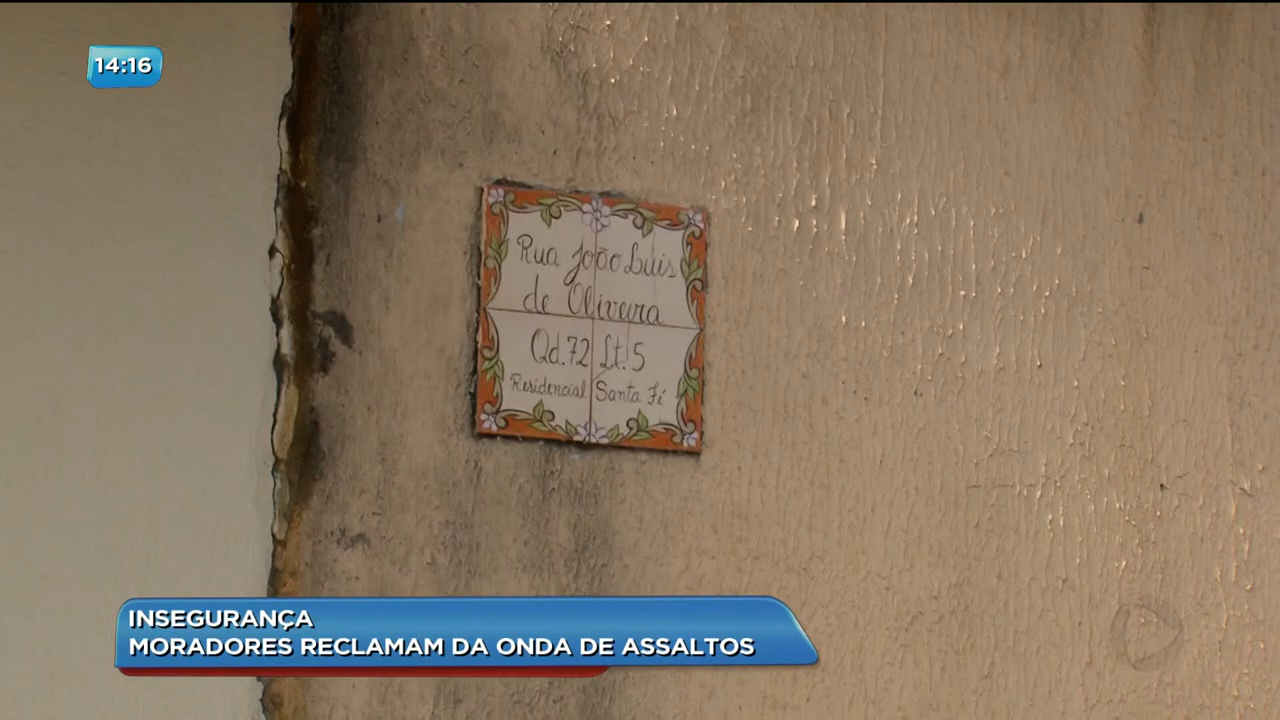 14:16
Rua João Luis
de Oliveira
Qd.72 Lt.5
Residencial Santa Fé
INSEGURANÇA
MORADORES RECLAMAM DA ONDA DE ASSALTOS